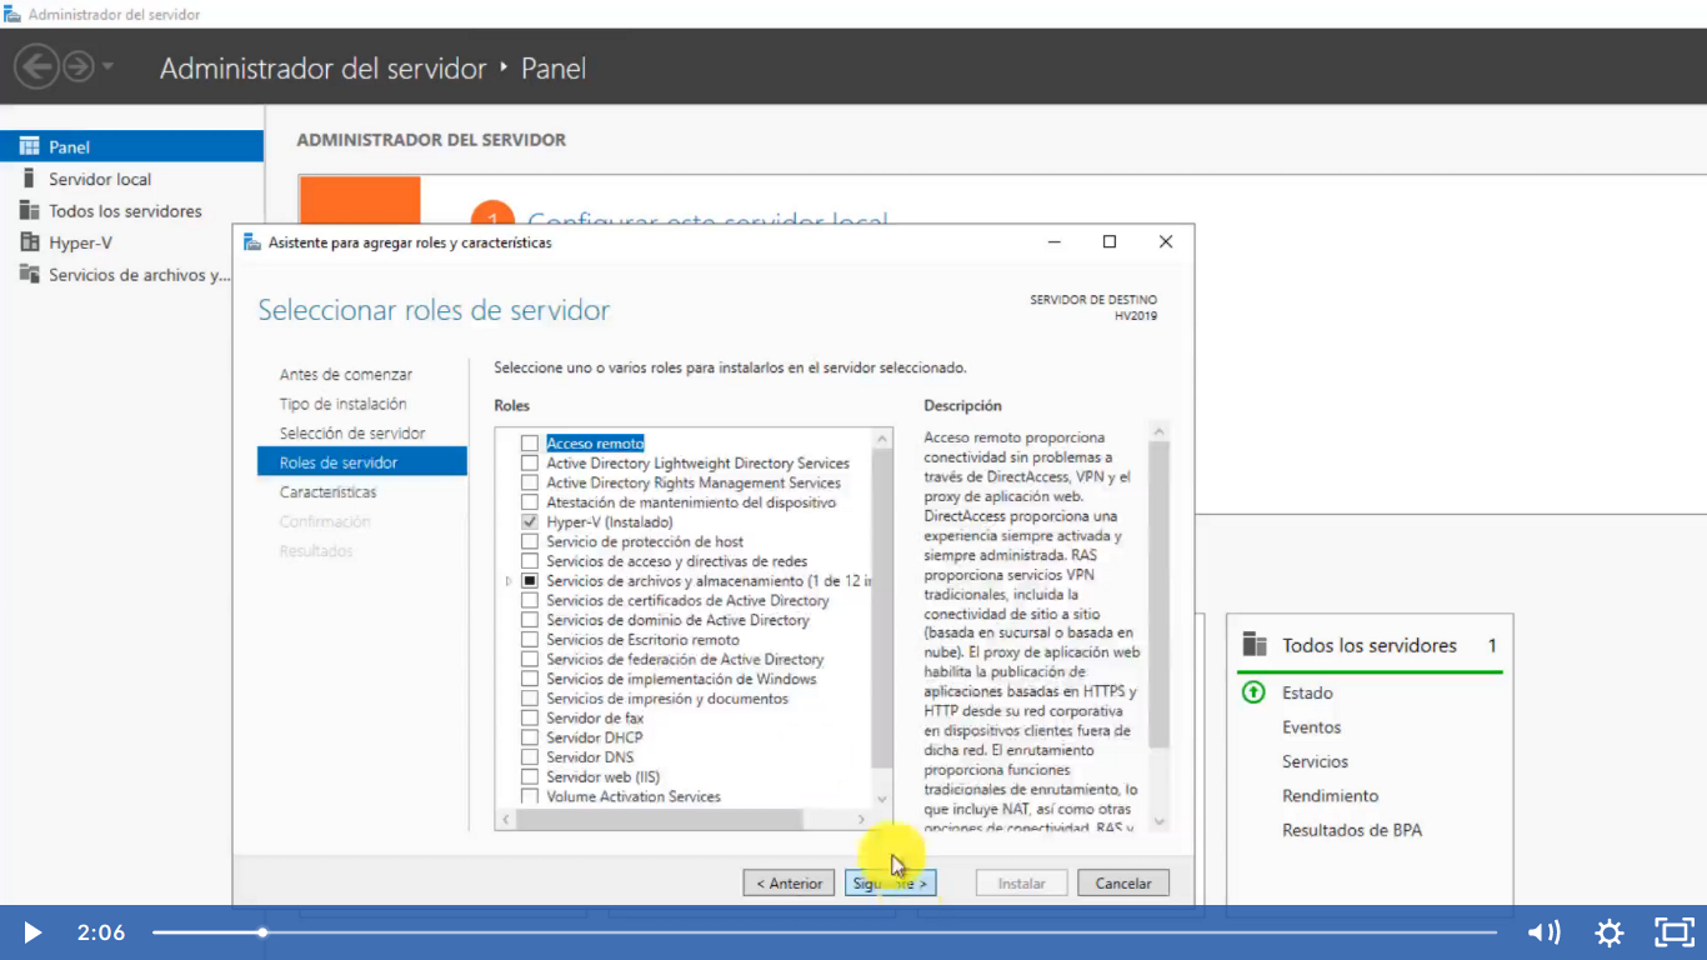 Administrador del servidor
Administrador del servidor ‣ Panel
Panel
Servidor local
Todos los servidores
Hyper-V
Servicios de archivos y...
ADMINISTRADOR DEL SERVIDOR
1
Configurar este servidor local
Asistente para agregar roles y características
Seleccionar roles de servidor
SERVIDOR DE DESTINO
HV2019
Antes de comenzar
Tipo de instalación
Selección de servidor
Roles de servidor
Características
Confirmación
Resultados
Seleccione uno o varios roles para instalarlos en el servidor seleccionado.
Roles
Acceso remoto
Active Directory Lightweight Directory Services
Active Directory Rights Management Services
Atestación de mantenimiento del dispositivo
Hyper-V (Instalado)
Servicio de protección de host
Servicios de acceso y directivas de redes
Servicios de archivos y almacenamiento (1 de 12 in
Servicios de certificados de Active Directory
Servicios de dominio de Active Directory
Servicios de Escritorio remoto
Servicios de federación de Active Directory
Servicios de implementación de Windows
Servicios de impresión y documentos
Servidor de fax
Servidor DHCP
Servidor DNS
Servidor web (IIS)
Volume Activation Services
Descripción
Acceso remoto proporciona
conectividad sin problemas a
través de DirectAccess, VPN y el
proxy de aplicación web.
DirectAccess proporciona una
experiencia siempre activada y
siempre administrada. RAS
proporciona servicios VPN
tradicionales, incluida la
conectividad de sitio a sitio
(basada en sucursal o basada en
nube). El proxy de aplicación web
habilita la publicación de
aplicaciones basadas en HTTPS y
HTTP desde su red corporativa
en dispositivos clientes fuera de
dicha red. El enrutamiento
proporciona funciones
tradicionales de enrutamiento, lo
que incluye NAT, así como otras
opciones de conectividad. RAS y
< Anterior
Siguiente >
Instalar
Cancelar
Todos los servidores 1
Estado
Eventos
Servicios
Rendimiento
Resultados de BPA
2:06